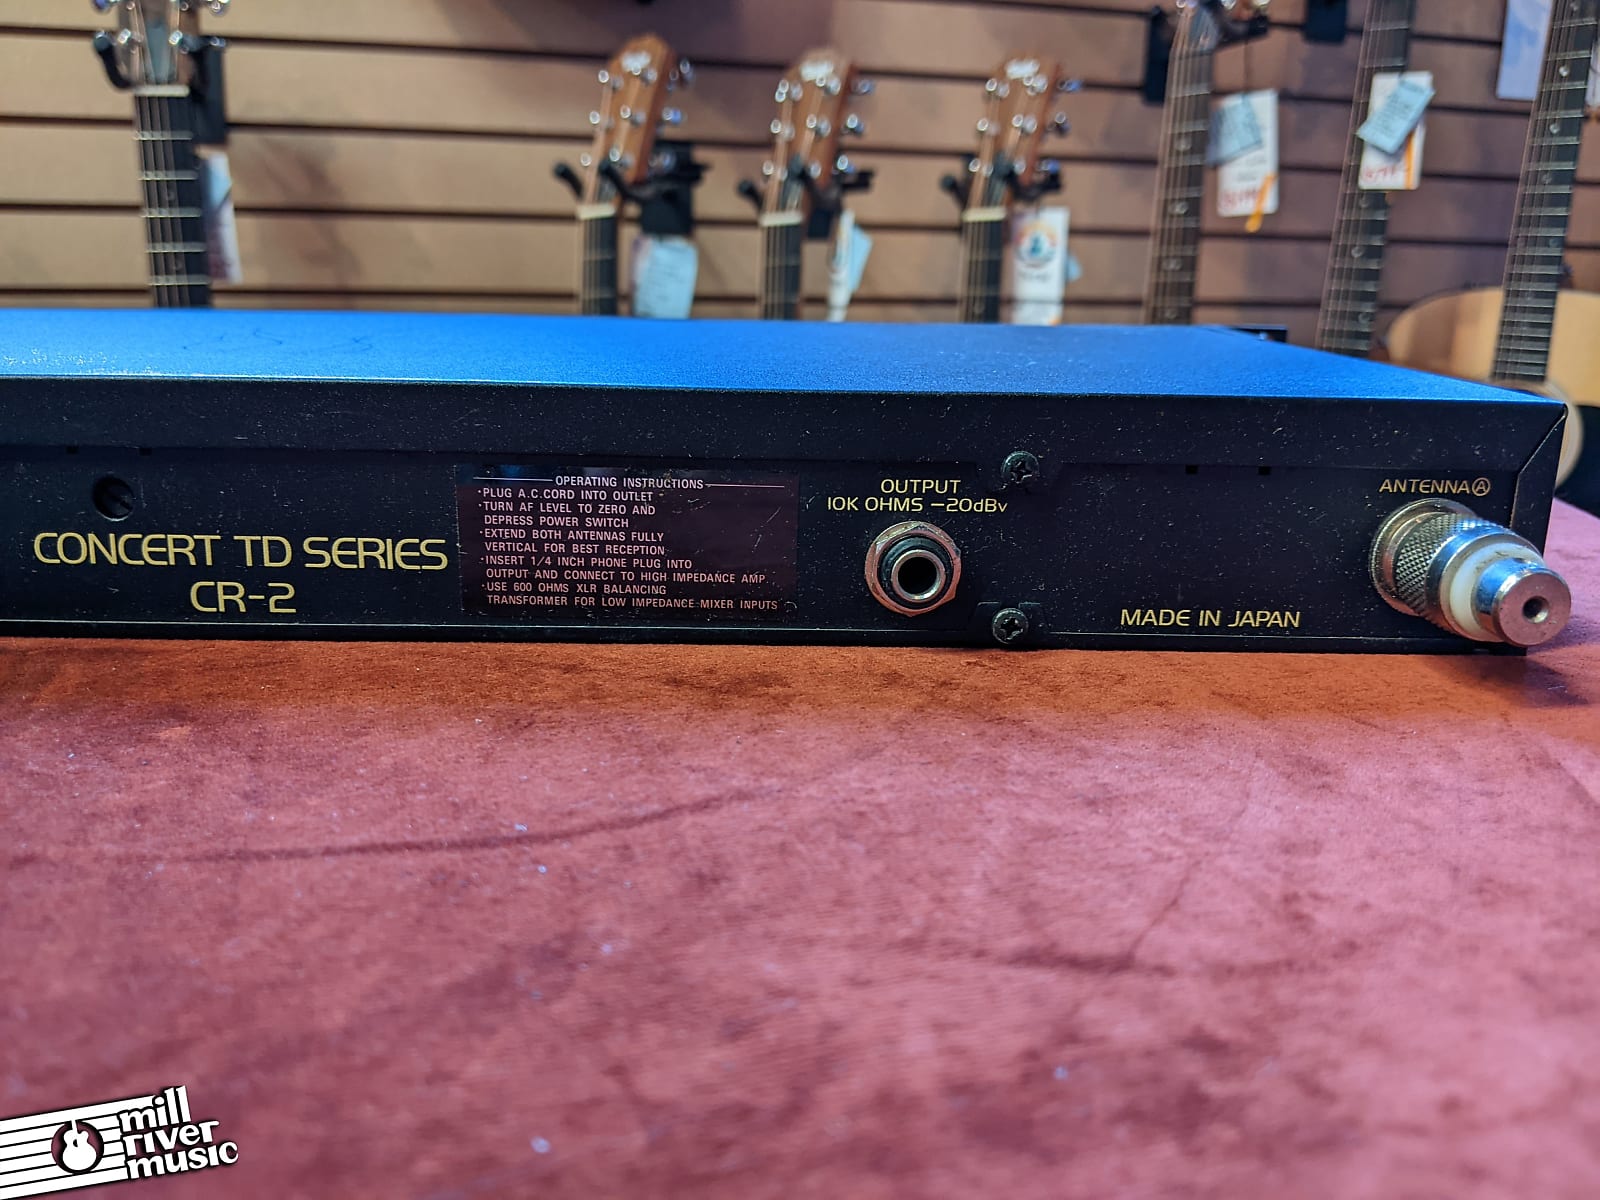 CONCERT TD SERIES
CR-2
OPERATING INSTRUCTIONS
·PLUG A.C.CORD INTO OUTLET
·TURN AF LEVEL TO ZERO AND
DEPRESS POWER SWITCH
·EXTEND BOTH ANTENNAS FULLY
VERTICAL FOR BEST RECEPTION
·INSERT 1/4 INCH PHONE PLUG INTO
OUTPUT AND CONNECT TO HIGH IMPEDANCE AMP.
·USE 600 OHMS XLR BALANCING
TRANSFORMER FOR LOW IMPEDANCE MIXER INPUTS
OUTPUT
10K OHMS -20dBv
MADE IN JAPAN
ANTENNA Ⓐ
mill
river
music